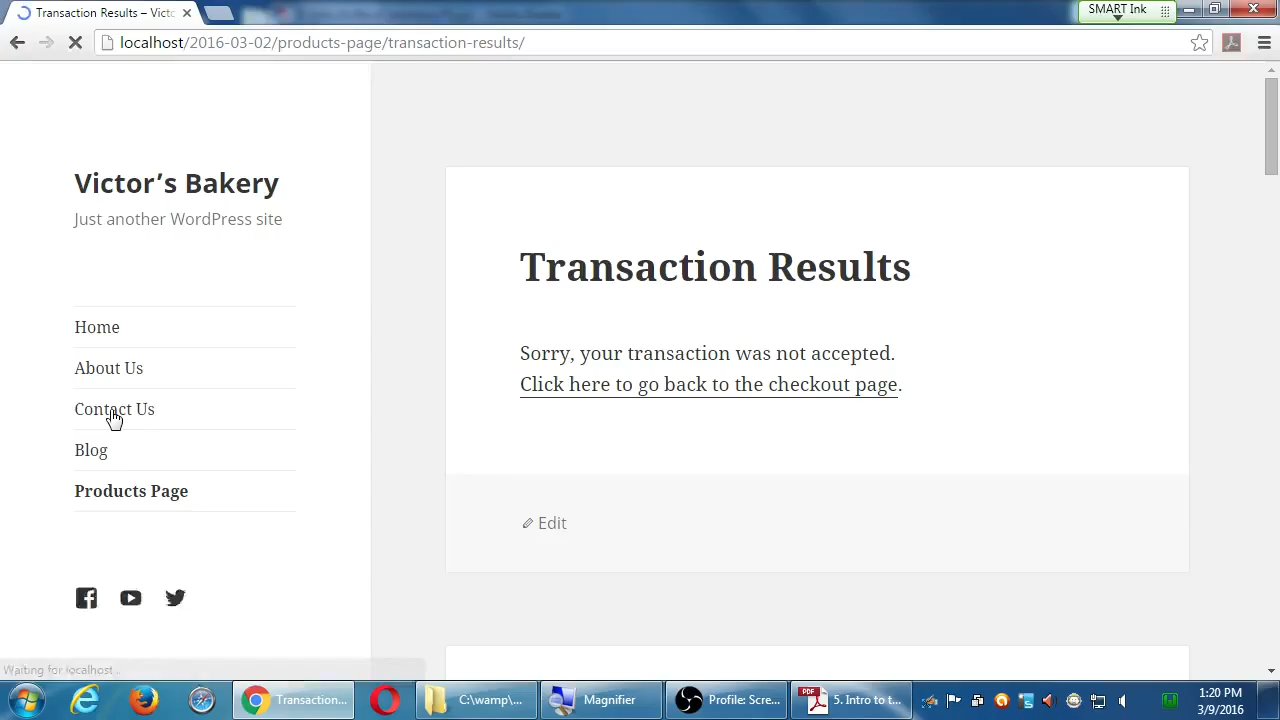 Transaction Results – Victo
SMART Ink
localhost/2016-03-02/products-page/transaction-results/
Victor's Bakery
Just another WordPress site
Home
About Us
Contact Us
Blog
Products Page
Transaction Results
Sorry, your transaction was not accepted.
Click here to go back to the checkout page.
Edit
Waiting for localhost...
Transaction...
C:\wamp\...
Magnifier
Profile: Scre...
PDF
5. Intro to t...
1:20 PM
3/9/2016